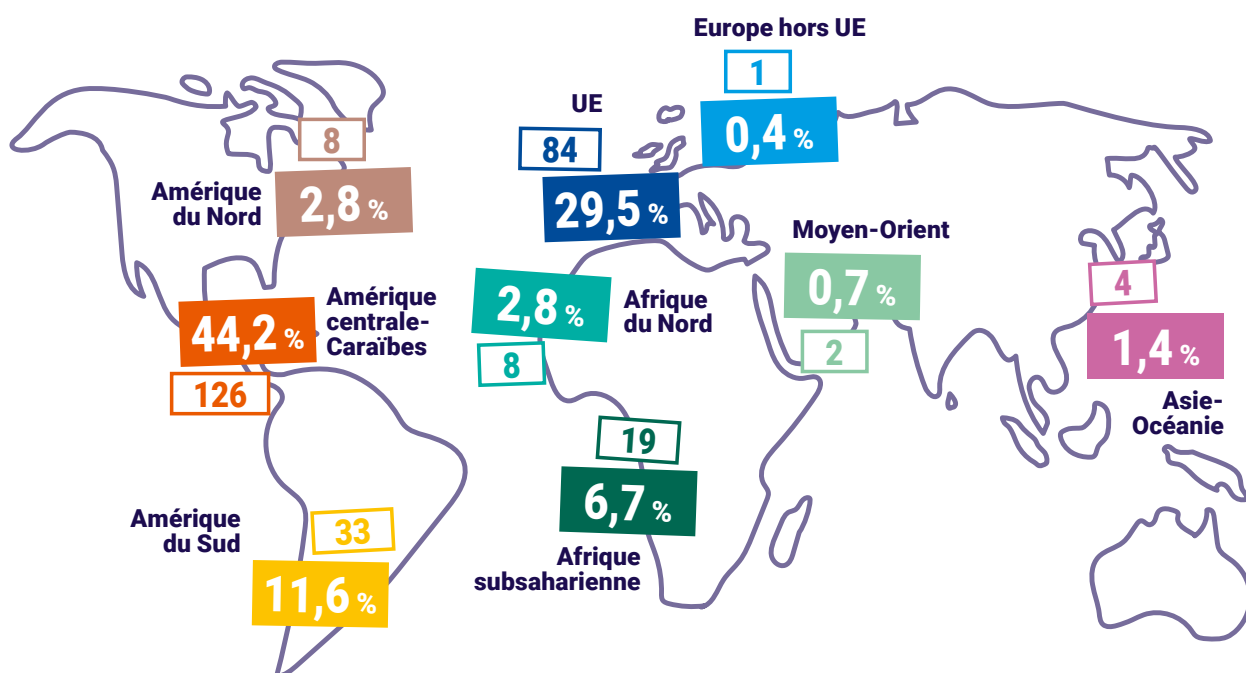 Europe hors UE
1
0,4 %
UE
84
29,5 %
8
Amérique
du Nord
2,8 %
Moyen-Orient
0,7 %
2
4
1,4 %
Asie-
Océanie
Amérique
centrale-
Caraïbes
44,2 %
126
2,8 %
Afrique
du Nord
8
19
6,7 %
Afrique
subsaharienne
Amérique
du Sud
33
11,6 %